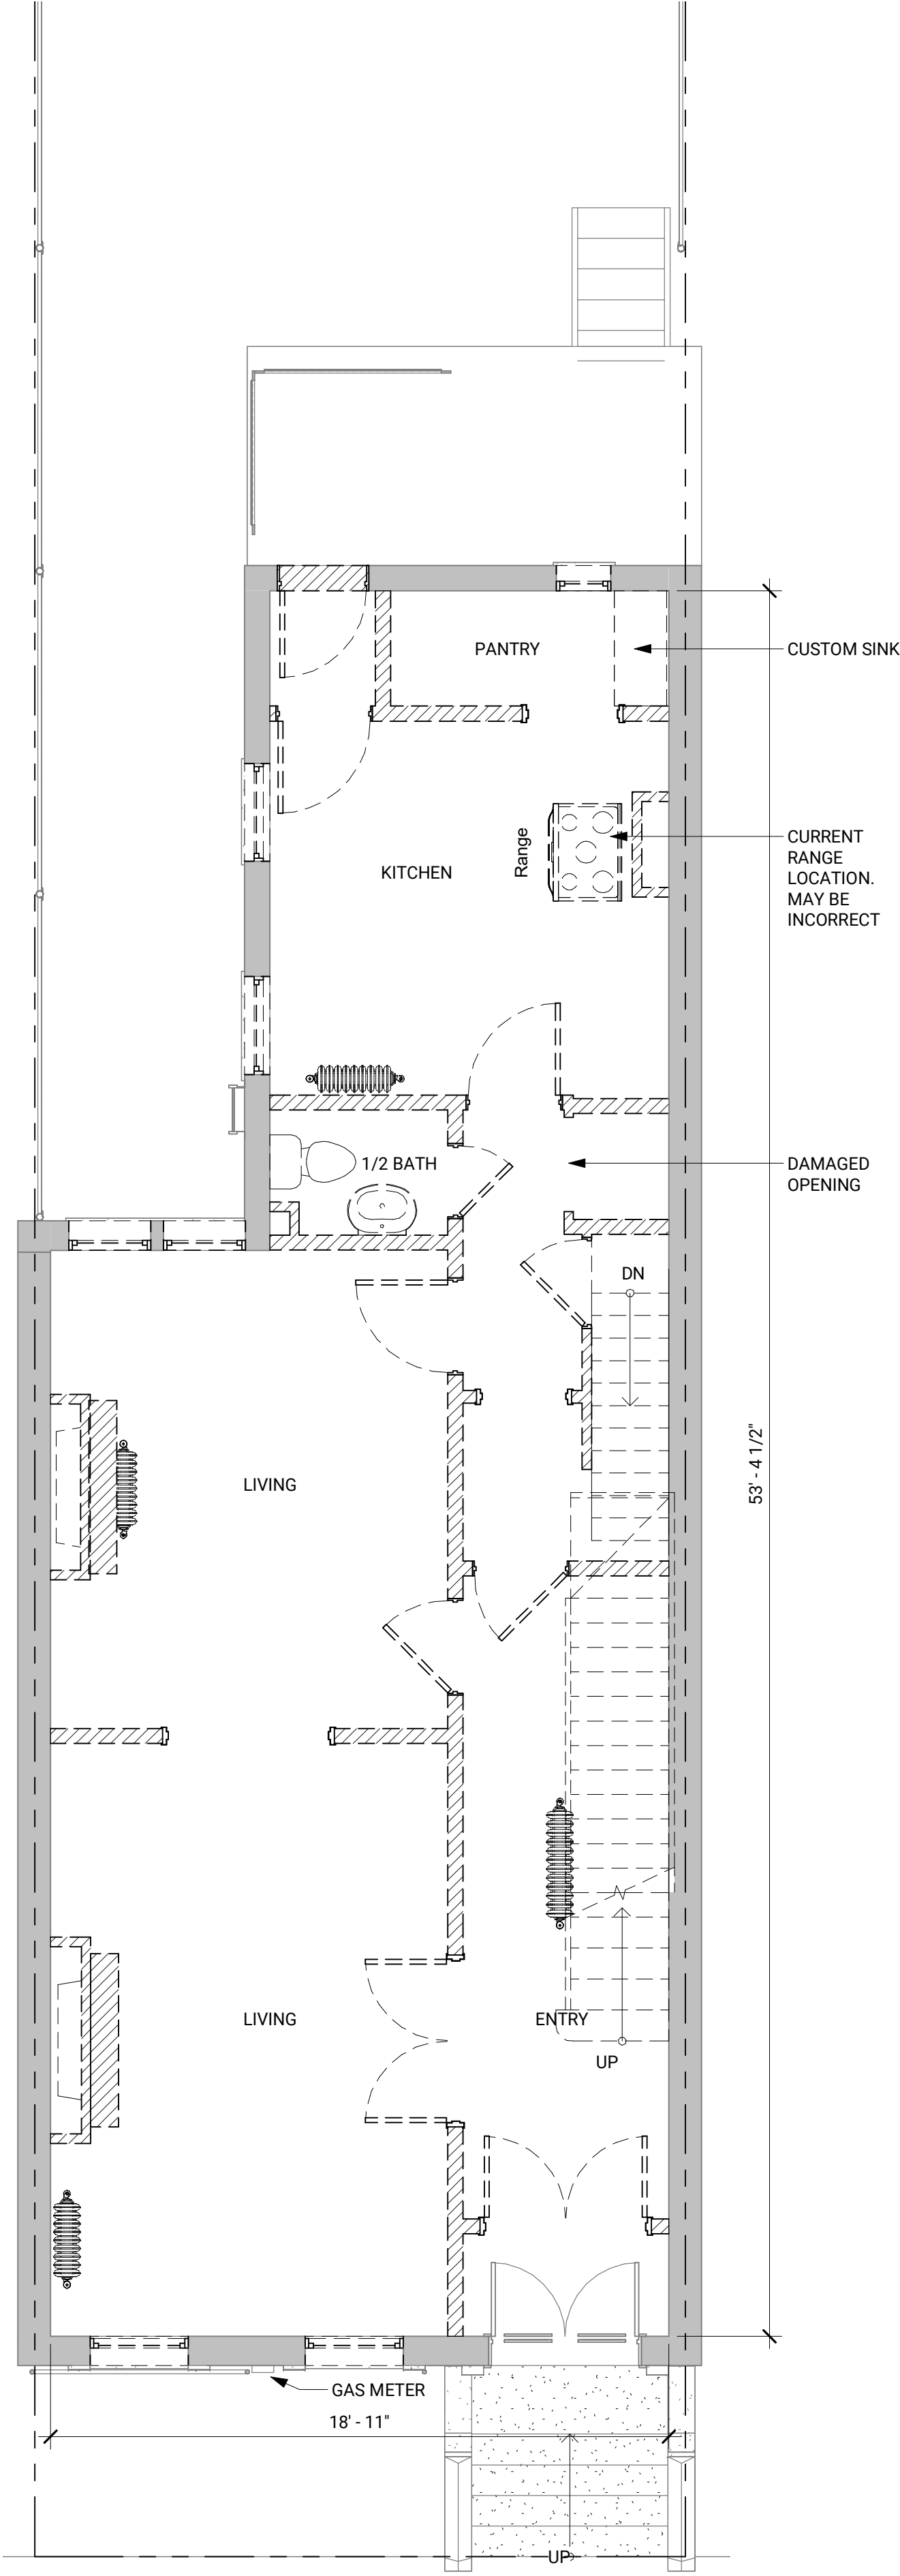 PANTRY
CUSTOM SINK
Range
CURRENT
RANGE
LOCATION.
MAY BE
INCORRECT
KITCHEN
1/2 BATH
DAMAGED
OPENING
DN
53' - 4 1/2"
LIVING
LIVING
ENTRY
UP
GAS METER
18' - 11"
UP